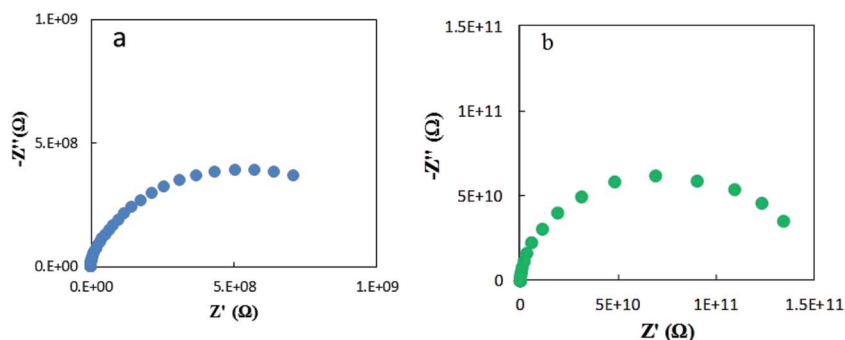 a
1.E+09
5.E+08
0.E+00
0.E+00
5.E+08
1.E+09
-Z''(Ω)
Z' (Ω)
b
1.5E+11
1E+11
5E+10
0
0
5E+10
1E+11
1.5E+11
-Z'' (Ω)
Z' (Ω)